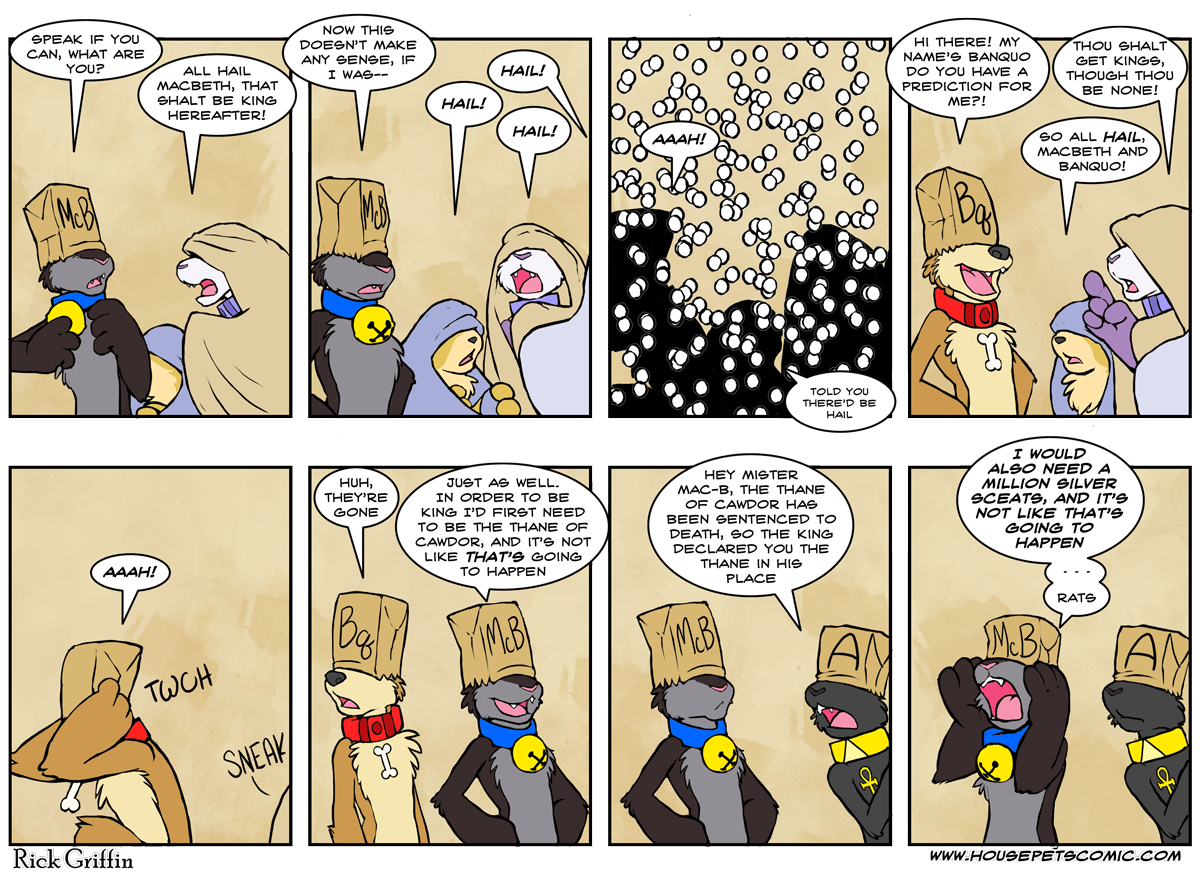 SPEAK IF YOU
CAN, WHAT ARE
YOU?
ALL HAIL
MACBETH, THAT
SHALT BE KING
HEREAFTER!
McB
NOW THIS
DOESN'T MAKE
ANY SENSE, IF
I WAS--
HAIL!
HAIL!
HAIL!
McB
AAAH!
TOLD YOU
THERE'D BE
HAIL
HI THERE! MY
NAME'S BANQUO
DO YOU HAVE A
PREDICTION FOR
ME?!
THOU SHALT
GET KINGS,
THOUGH THOU
BE NONE!
SO ALL HAIL,
MACBETH AND
BANQUO!
Bq
AAAH!
TWCH
SNEAK
HUH,
THEY'RE
GONE
JUST AS WELL.
IN ORDER TO BE
KING I'D FIRST NEED
TO BE THE THANE OF
CAWDOR, AND IT'S NOT
LIKE THAT'S GOING
TO HAPPEN
Bq
McB
HEY MISTER
MAC-B, THE THANE
OF CAWDOR HAS
BEEN SENTENCED TO
DEATH, SO THE KING
DECLARED YOU THE
THANE IN HIS
PLACE
McB
A
I WOULD
ALSO NEED A
MILLION SILVER
SCEATS, AND IT'S
NOT LIKE THAT'S
GOING TO
HAPPEN
. . .
RATS
McB
A
Rick Griffin
WWW.HOUSEPETSCOMIC.COM